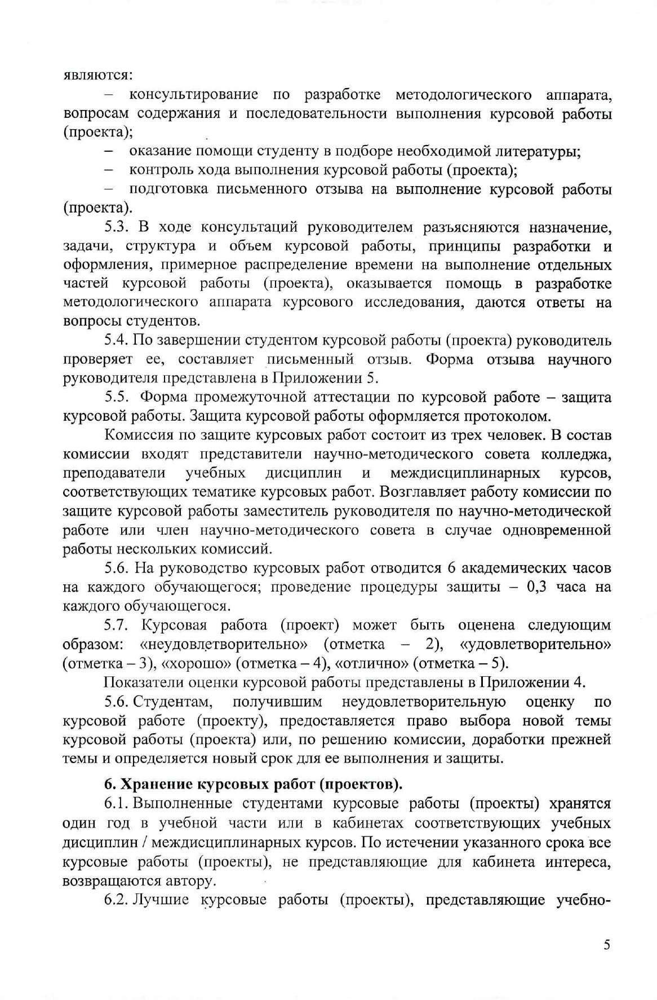 являются:
– консультирование по разработке методологического аппарата,
вопросам содержания и последовательности выполнения курсовой работы
(проекта);
– оказание помощи студенту в подборе необходимой литературы;
– контроль хода выполнения курсовой работы (проекта);
– подготовка письменного отзыва на выполнение курсовой работы
(проекта).
5.3. В ходе консультаций руководителем разъясняются назначение,
задачи, структура и объем курсовой работы, принципы разработки и
оформления, примерное распределение времени на выполнение отдельных
частей курсовой работы (проекта), оказывается помощь в разработке
методологического аппарата курсового исследования, даются ответы на
вопросы студентов.
5.4. По завершении студентом курсовой работы (проекта) руководитель
проверяет ее, составляет письменный отзыв. Форма отзыва научного
руководителя представлена в Приложении 5.
5.5. Форма промежуточной аттестации по курсовой работе – защита
курсовой работы. Защита курсовой работы оформляется протоколом.
Комиссия по защите курсовых работ состоит из трех человек. В состав
комиссии входят представители научно-методического совета колледжа,
преподаватели учебных дисциплин и междисциплинарных курсов,
соответствующих тематике курсовых работ. Возглавляет работу комиссии по
защите курсовой работы заместитель руководителя по научно-методической
работе или член научно-методического совета в случае одновременной
работы нескольких комиссий.
5.6. На руководство курсовых работ отводится 6 академических часов
на каждого обучающегося; проведение процедуры защиты – 0,3 часа на
каждого обучающегося.
5.7. Курсовая работа (проект) может быть оценена следующим
образом: «неудовлетворительно» (отметка – 2), «удовлетворительно»
(отметка – 3), «хорошо» (отметка – 4), «отлично» (отметка – 5).
Показатели оценки курсовой работы представлены в Приложении 4.
5.6. Студентам, получившим неудовлетворительную оценку по
курсовой работе (проекту), предоставляется право выбора новой темы
курсовой работы (проекта) или, по решению комиссии, доработки прежней
темы и определяется новый срок для ее выполнения и защиты.
6. Хранение курсовых работ (проектов).
6.1. Выполненные студентами курсовые работы (проекты) хранятся
один год в учебной части или в кабинетах соответствующих учебных
дисциплин / междисциплинарных курсов. По истечении указанного срока все
курсовые работы (проекты), не представляющие для кабинета интереса,
возвращаются автору.
6.2. Лучшие курсовые работы (проекты), представляющие учебно-
5